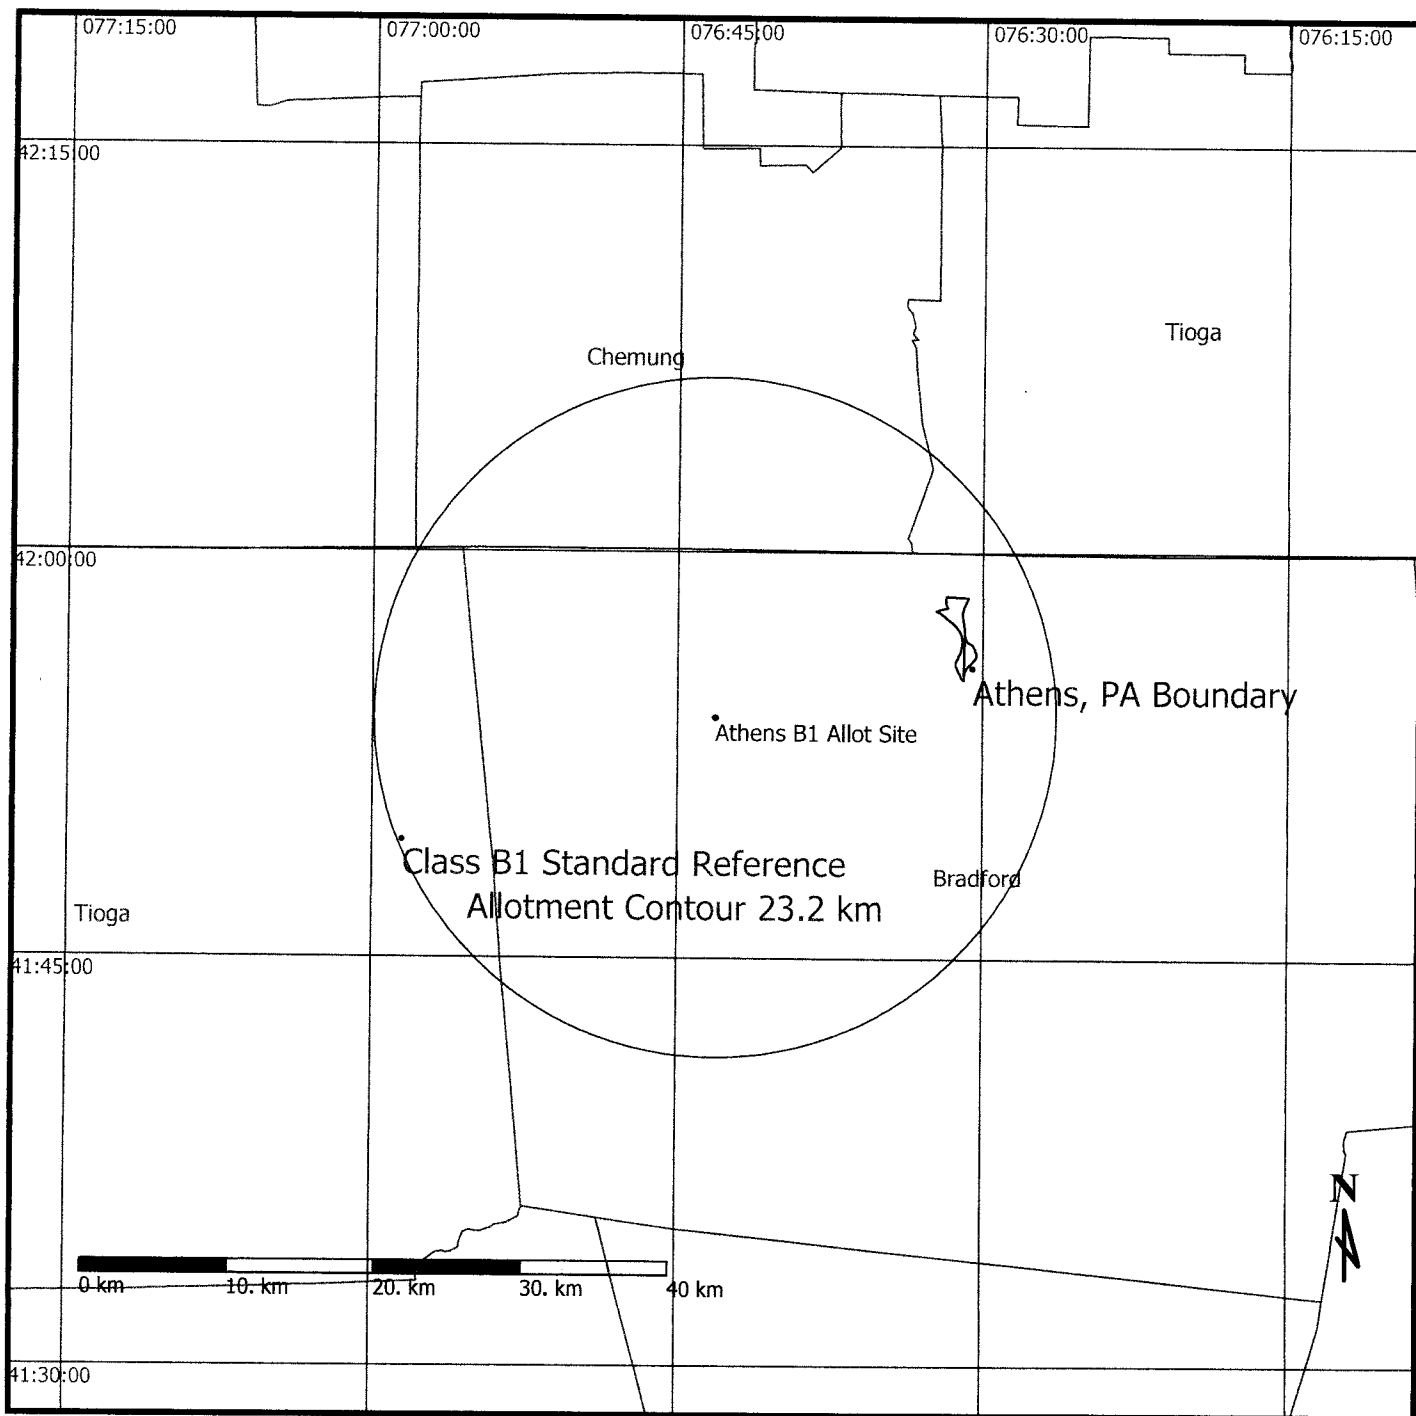 077:15:00
077:00:00
076:45:00
076:30:00
076:15:00
42:15:00
Tioga
Chemung
42:00:00
Athens, PA Boundary
Athens B1 Allot Site
Class B1 Standard Reference
Allotment Contour 23.2 km
Bradford
Tioga
41:45:00
N
0 km
10. km
20. km
30. km
40 km
41:30:00